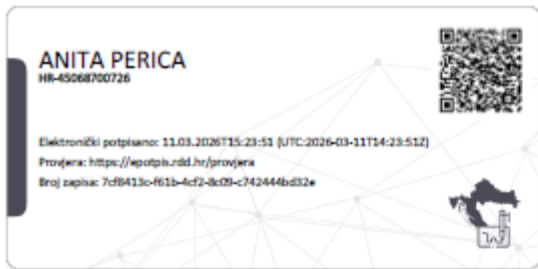 ANITA PERICA
HR-45068700726
Elektronički potpisano: 11.03.2026T15:23:51 (UTC:2026-03-11T14:23:51Z)
Provjera: https://epotpis.rdd.hr/provjera
Broj zapisa: 7cf8413c-f61b-4cf2-8c09-c742444bd32e